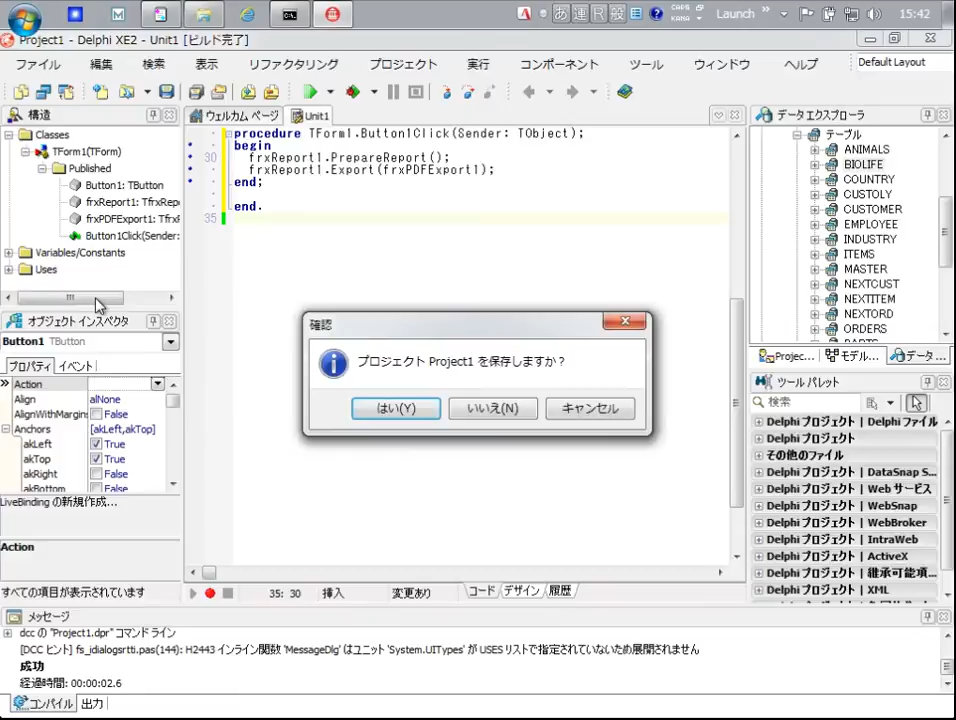 M
A
あ 連 R 般
CAPS
KANA
Launch
15:42
Project1 - Delphi XE2 - Unit1 [ビルド完了]
ファイル 編集 検索 表示 リファクタリング プロジェクト 実行 コンポーネント ツール ウィンドウ ヘルプ
Default Layout
構造
Classes
TForm1(TForm)
Published
Button1: TButton
frxReport1: TfrxRepo
frxPDFExport1: TfrxP
Button1Click(Sender:
Variables/Constants
Uses
オブジェクト インスペクタ
Button1 TButton
プロパティ イベント
Action
Align alNone
AlignWithMargins False
Anchors [akLeft,akTop]
akLeft True
akTop True
akRight False
akBottom False
LiveBinding の新規作成...
Action
すべての項目が表示されています
ウェルカム ページ Unit1
procedure TForm1.Button1Click(Sender: TObject);
begin
30 frxReport1.PrepareReport();
frxReport1.Export(frxPDFExport1);
end;
end.
35
確認
プロジェクト Project1 を保存しますか?
はい(Y) いいえ(N) キャンセル
35: 30 挿入 変更あり コード デザイン 履歴
データ エクスプローラ
テーブル
ANIMALS
BIOLIFE
COUNTRY
CUSTOLY
CUSTOMER
EMPLOYEE
INDUSTRY
ITEMS
MASTER
NEXTCUST
NEXTITEM
NEXTORD
ORDERS
PARTS
Projec... モデル... データ...
ツール パレット
検索
Delphi プロジェクト | Delphi ファイル
Delphi プロジェクト
その他のファイル
Delphi プロジェクト | DataSnap S...
Delphi プロジェクト | Web サービス
Delphi プロジェクト | WebSnap
Delphi プロジェクト | WebBroker
Delphi プロジェクト | IntraWeb
Delphi プロジェクト | ActiveX
Delphi プロジェクト | 継承可能項...
Delphi プロジェクト | XML
メッセージ
dcc の "Project1.dpr" コマンド ライン
[DCC ヒント] fs_idialogsrtti.pas(144): H2443 インライン関数 'MessageDlg' はユニット 'System.UITypes' が USES リストで指定されていないため展開されません
成功
経過時間: 00:00:02.6
コンパイル 出力